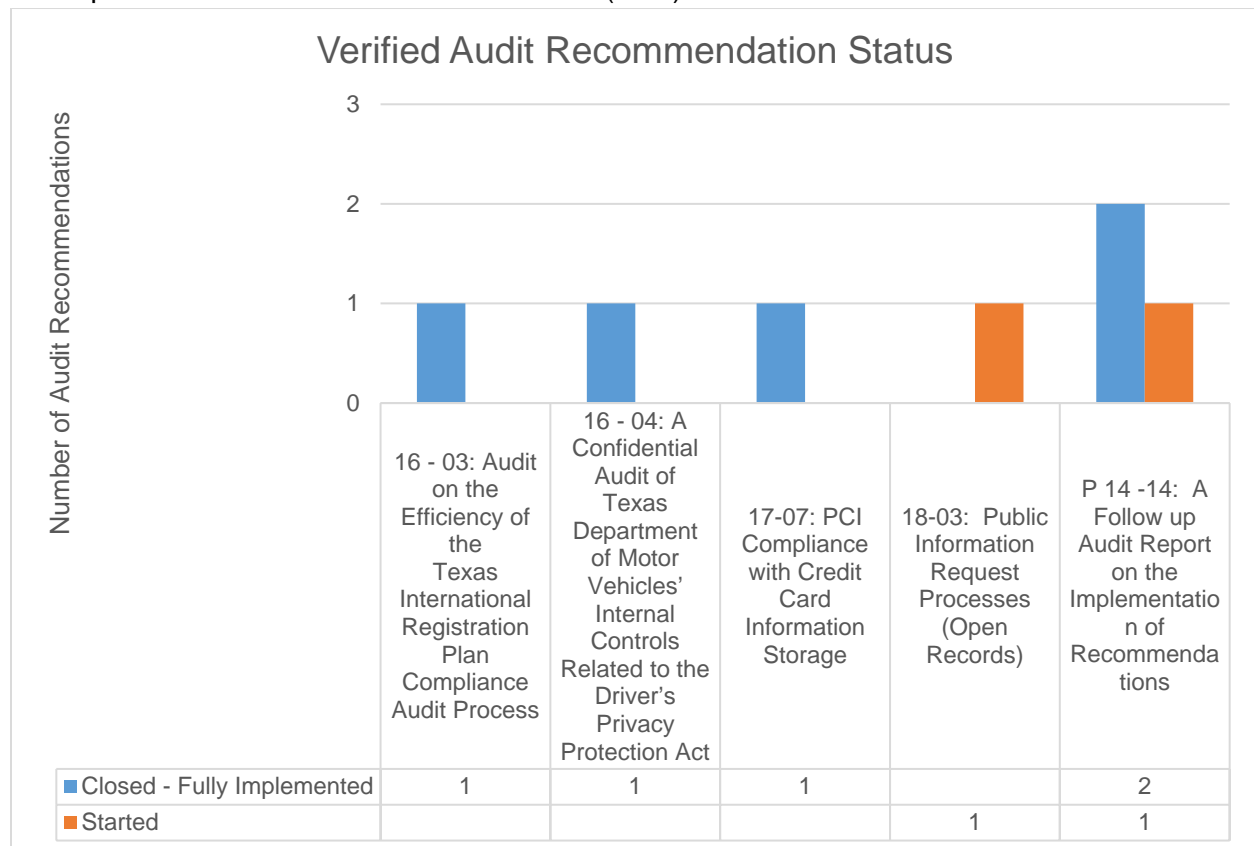 Verified Audit Recommendation Status
Number of Audit Recommendations
3
2
1
0
16 - 03: Audit
on the
Efficiency of
the
Texas
International
Registration
Plan
Compliance
Audit Process
16 - 04: A
Confidential
Audit of
Texas
Department
of Motor
Vehicles’
Internal
Controls
Related to the
Driver’s
Privacy
Protection Act
17-07: PCI
Compliance
with Credit
Card
Information
Storage
18-03: Public
Information
Request
Processes
(Open
Records)
P 14 -14: A
Follow up
Audit Report
on the
Implementatio
n of
Recommenda
tions
Closed - Fully Implemented 1 1 1 2
Started 1 1